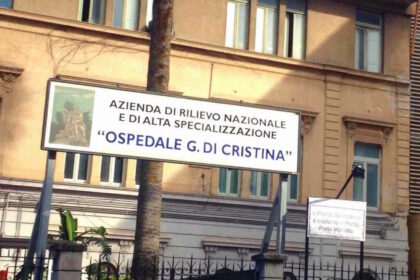 AZIENDA DI RILIEVO NAZIONALE
E DI ALTA SPECIALIZZAZIONE
"OSPEDALE G. DI CRISTINA"